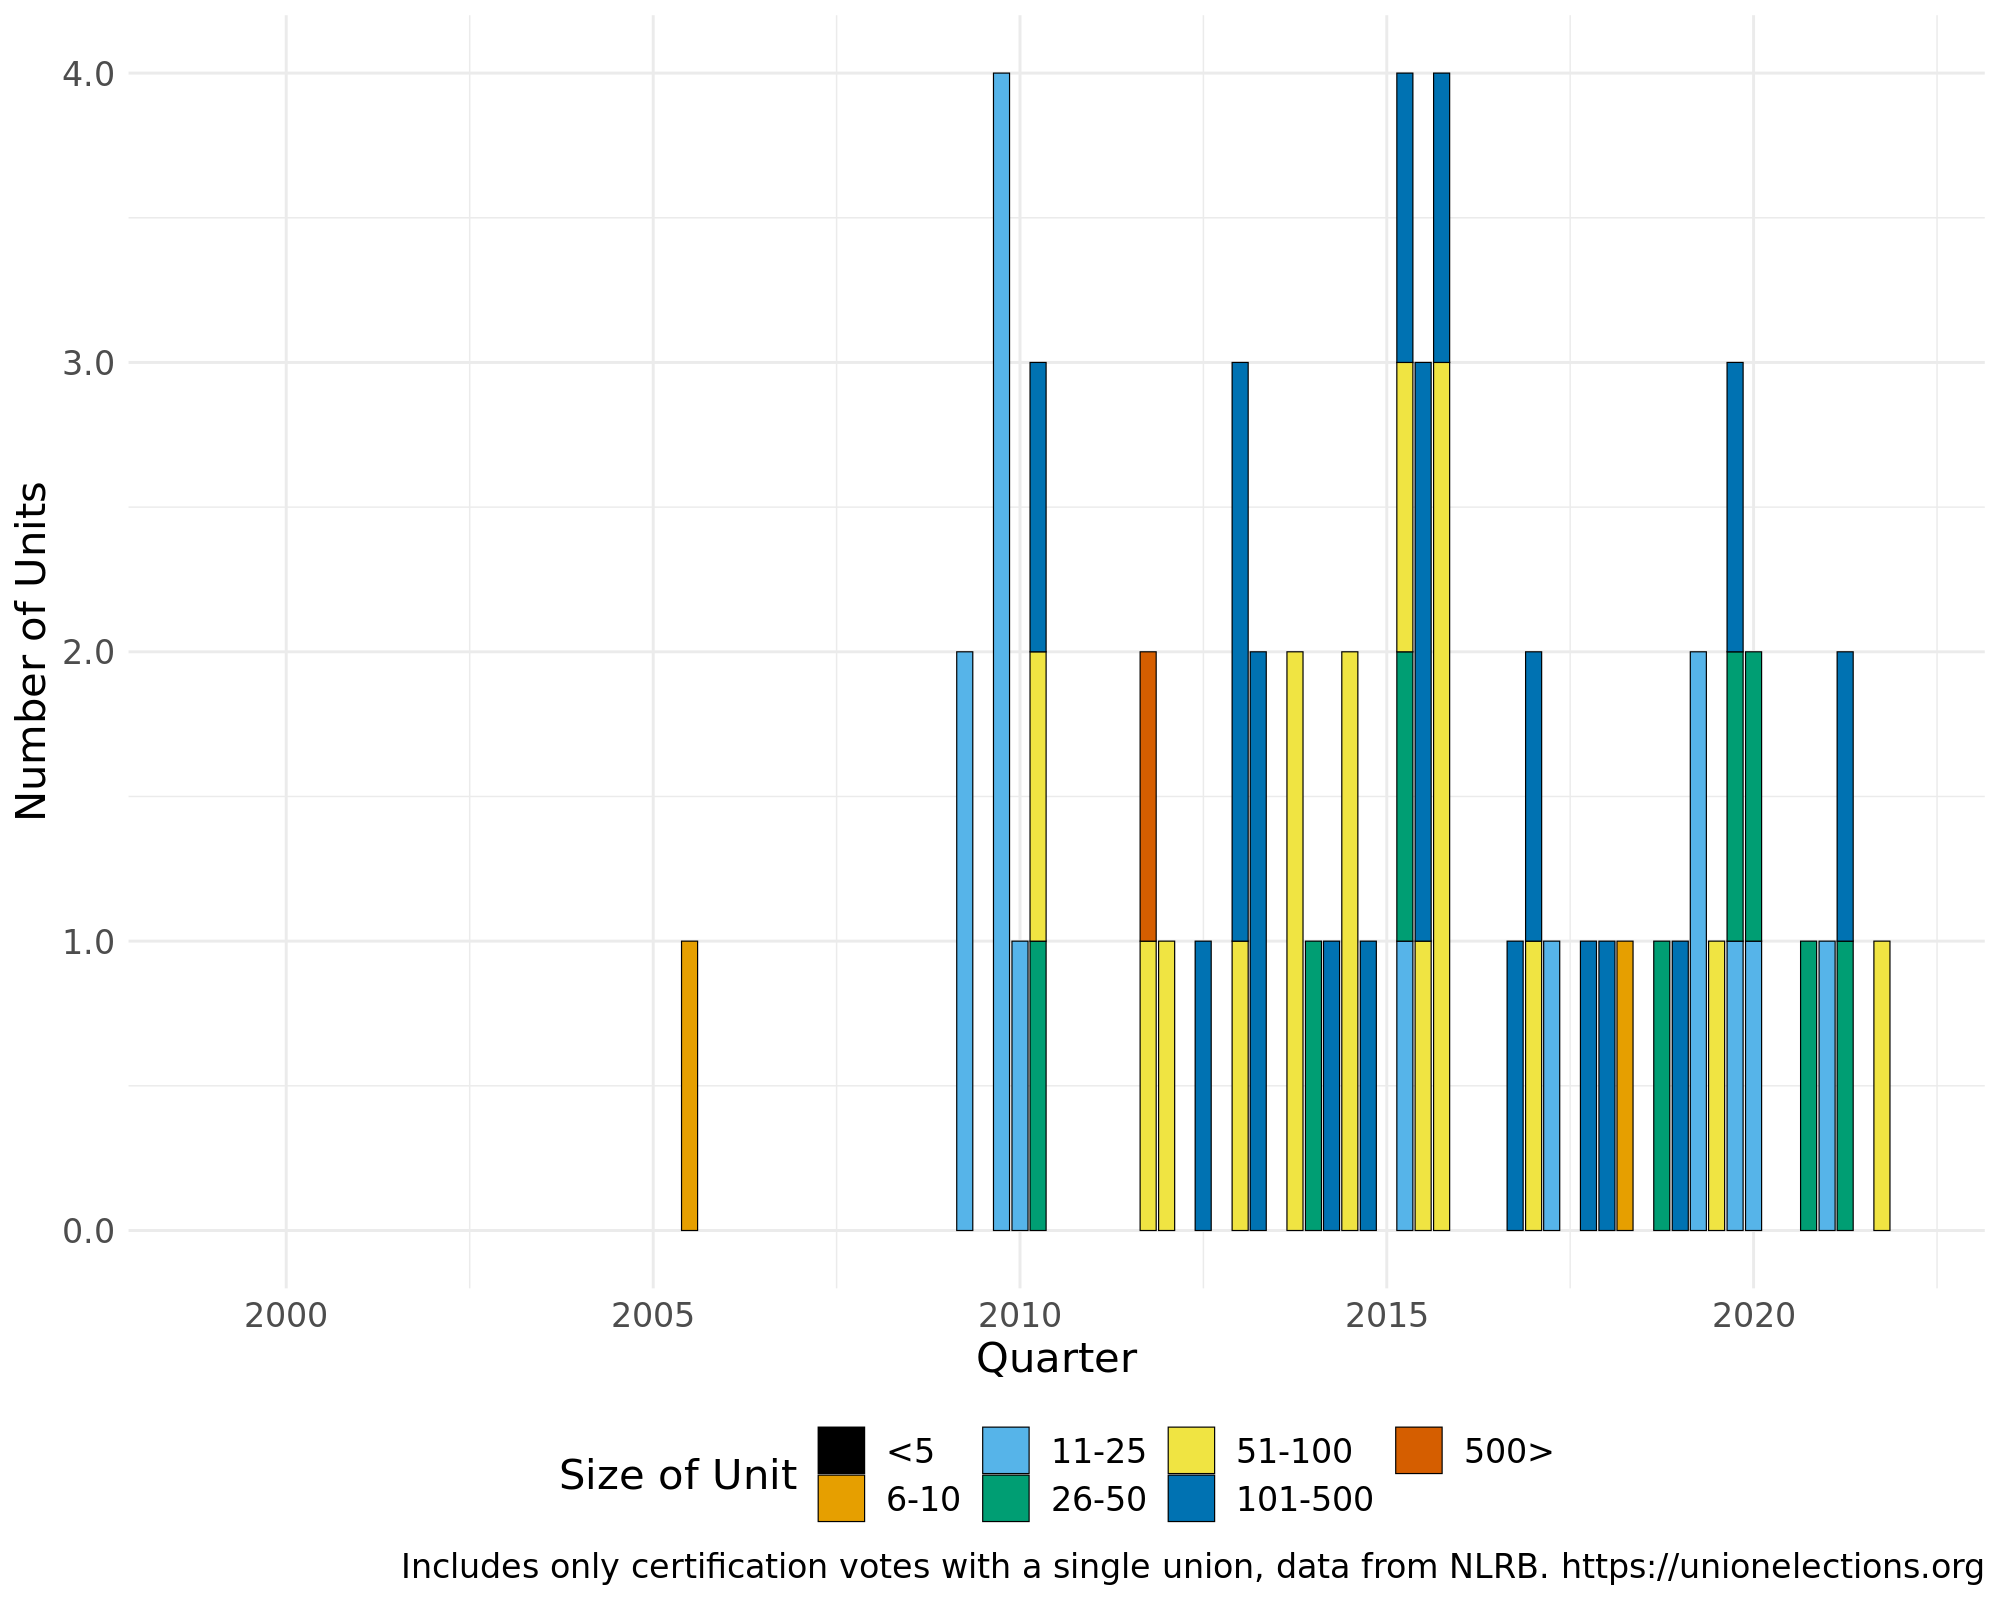 4.0
3.0
2.0
1.0
0.0
Number of Units
2000 2005 2010 2015 2020
Quarter
Size of Unit
<5 11-25 51-100 500>
6-10 26-50 101-500
Includes only certification votes with a single union, data from NLRB. https://unionelections.org